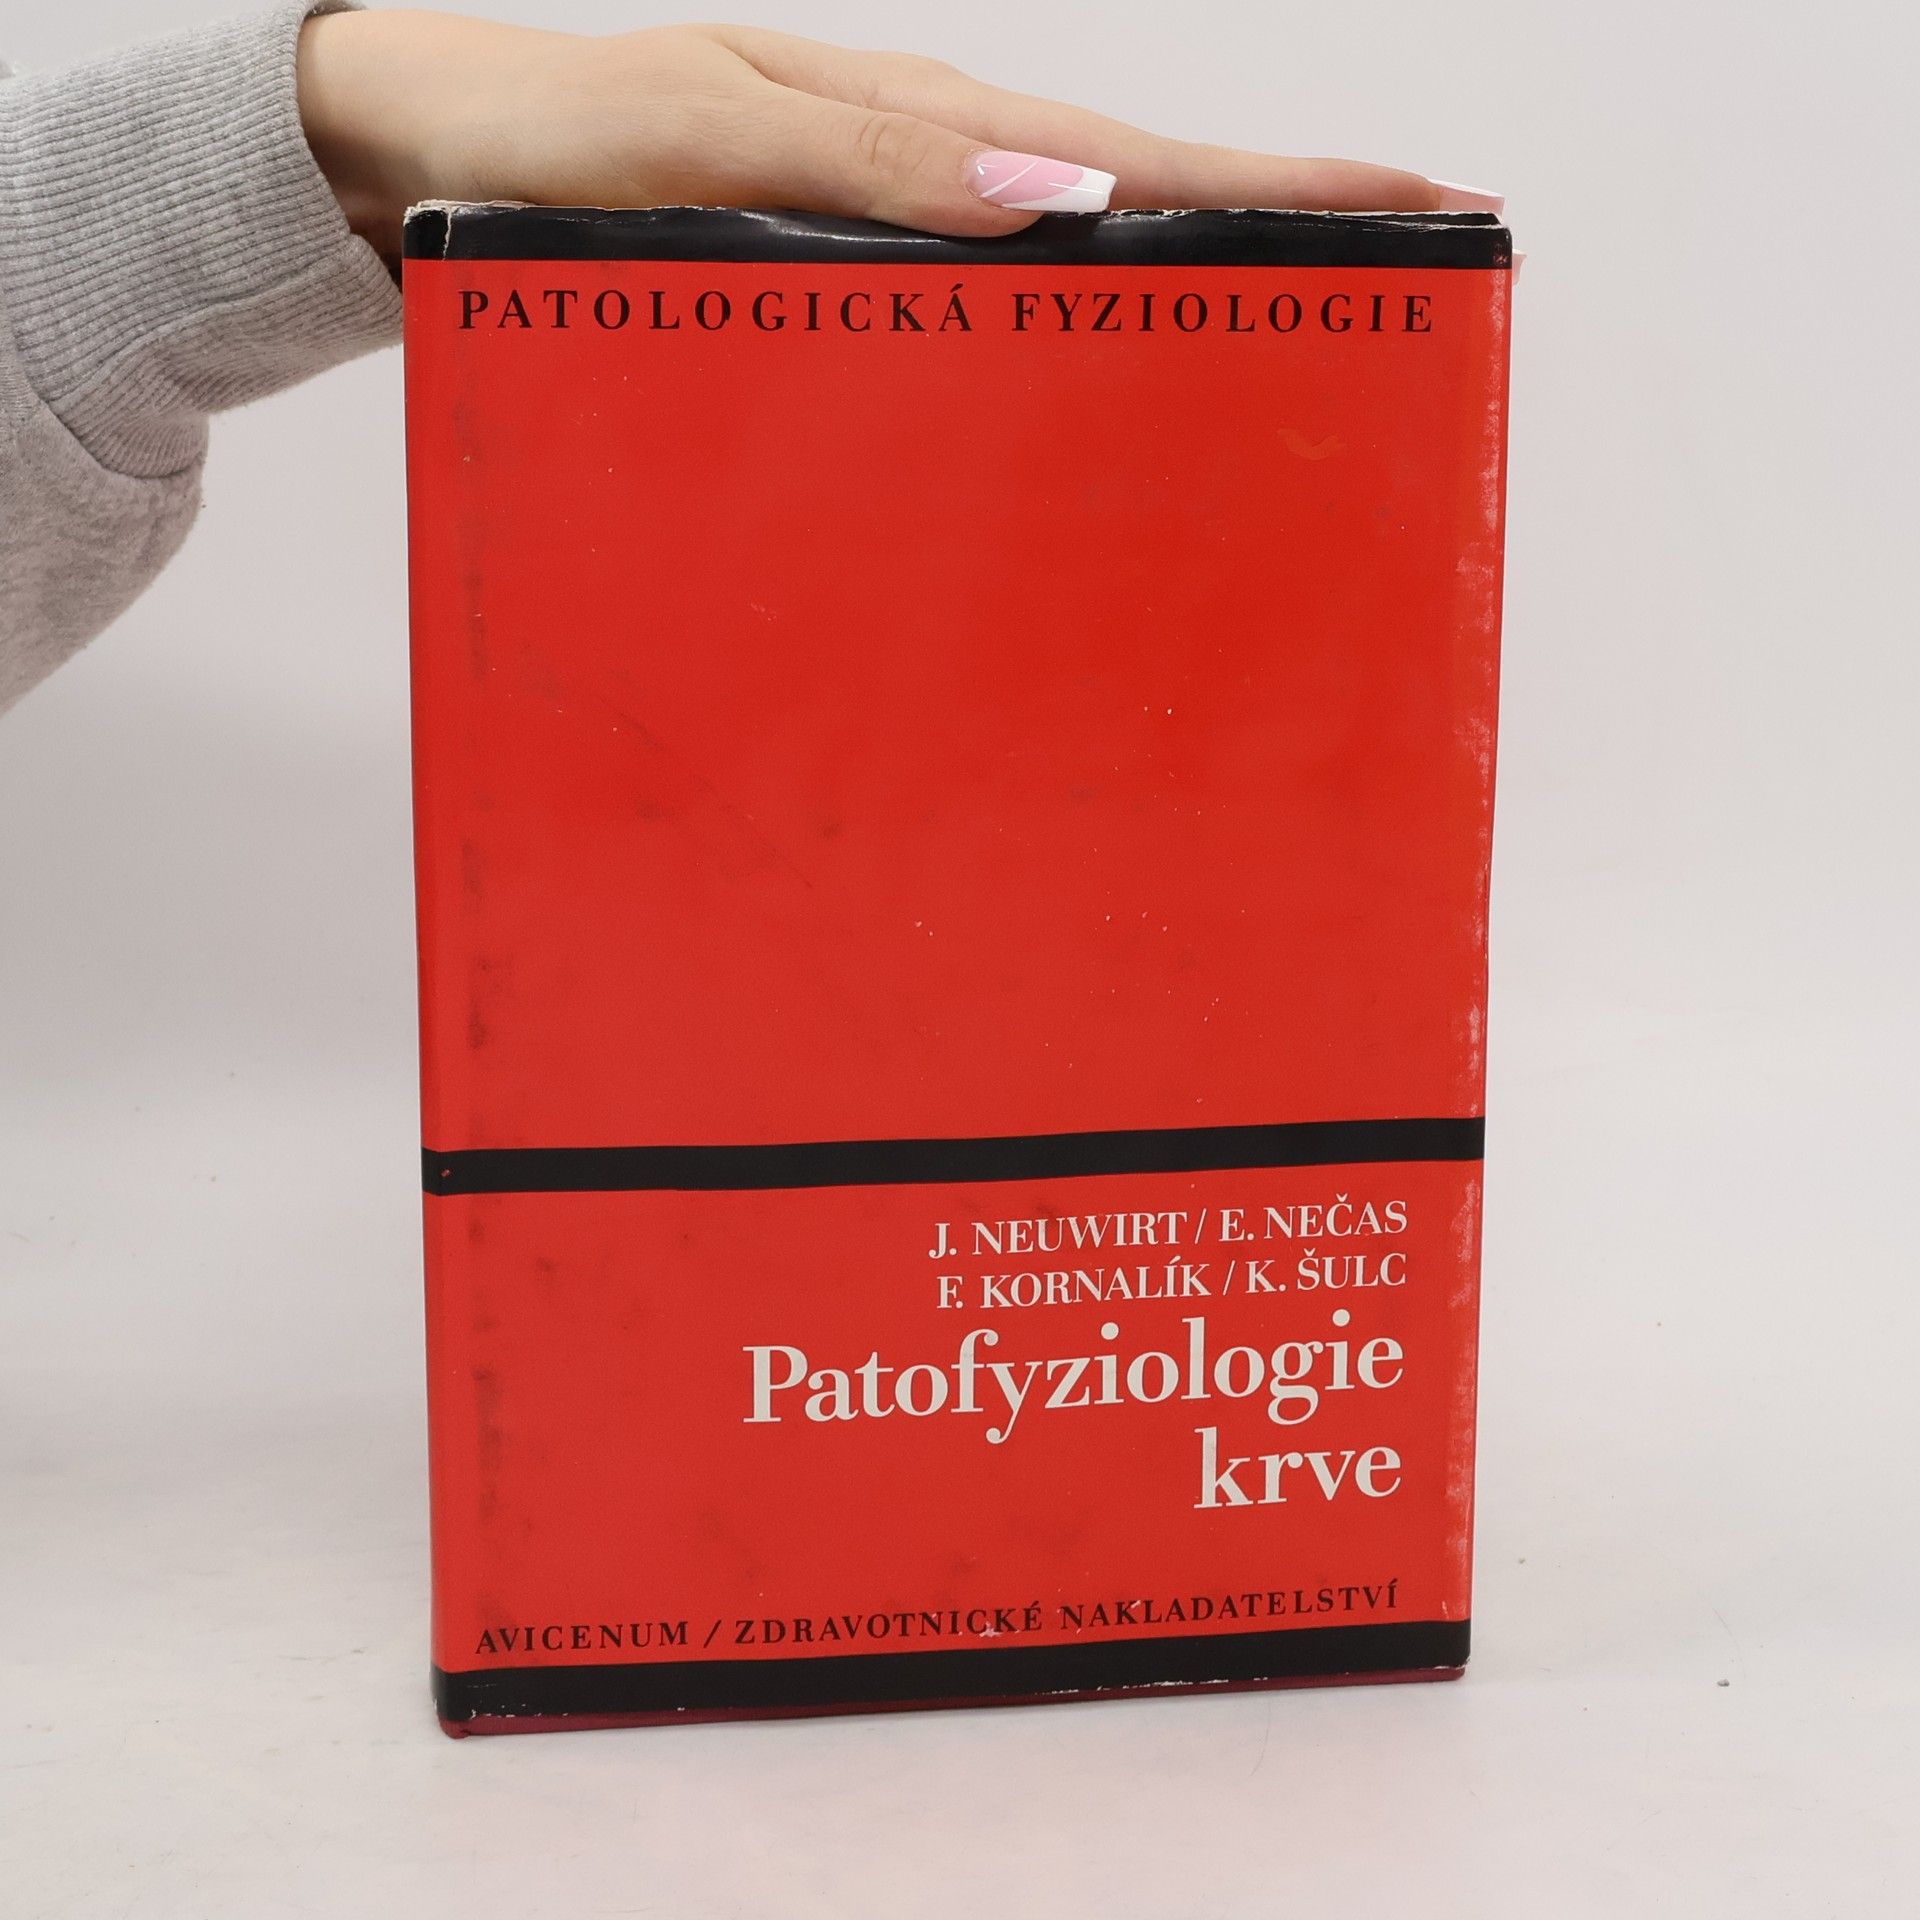 PATOLOGICKÁ FYZIOLOGIE
J. NEUWIRT / E. NEČAS
F. KORNALÍK / K. ŠULC
Patofyziologie
krve
AVICENUM / ZDRAVOTNICKÉ NAKLADATELSTVÍ